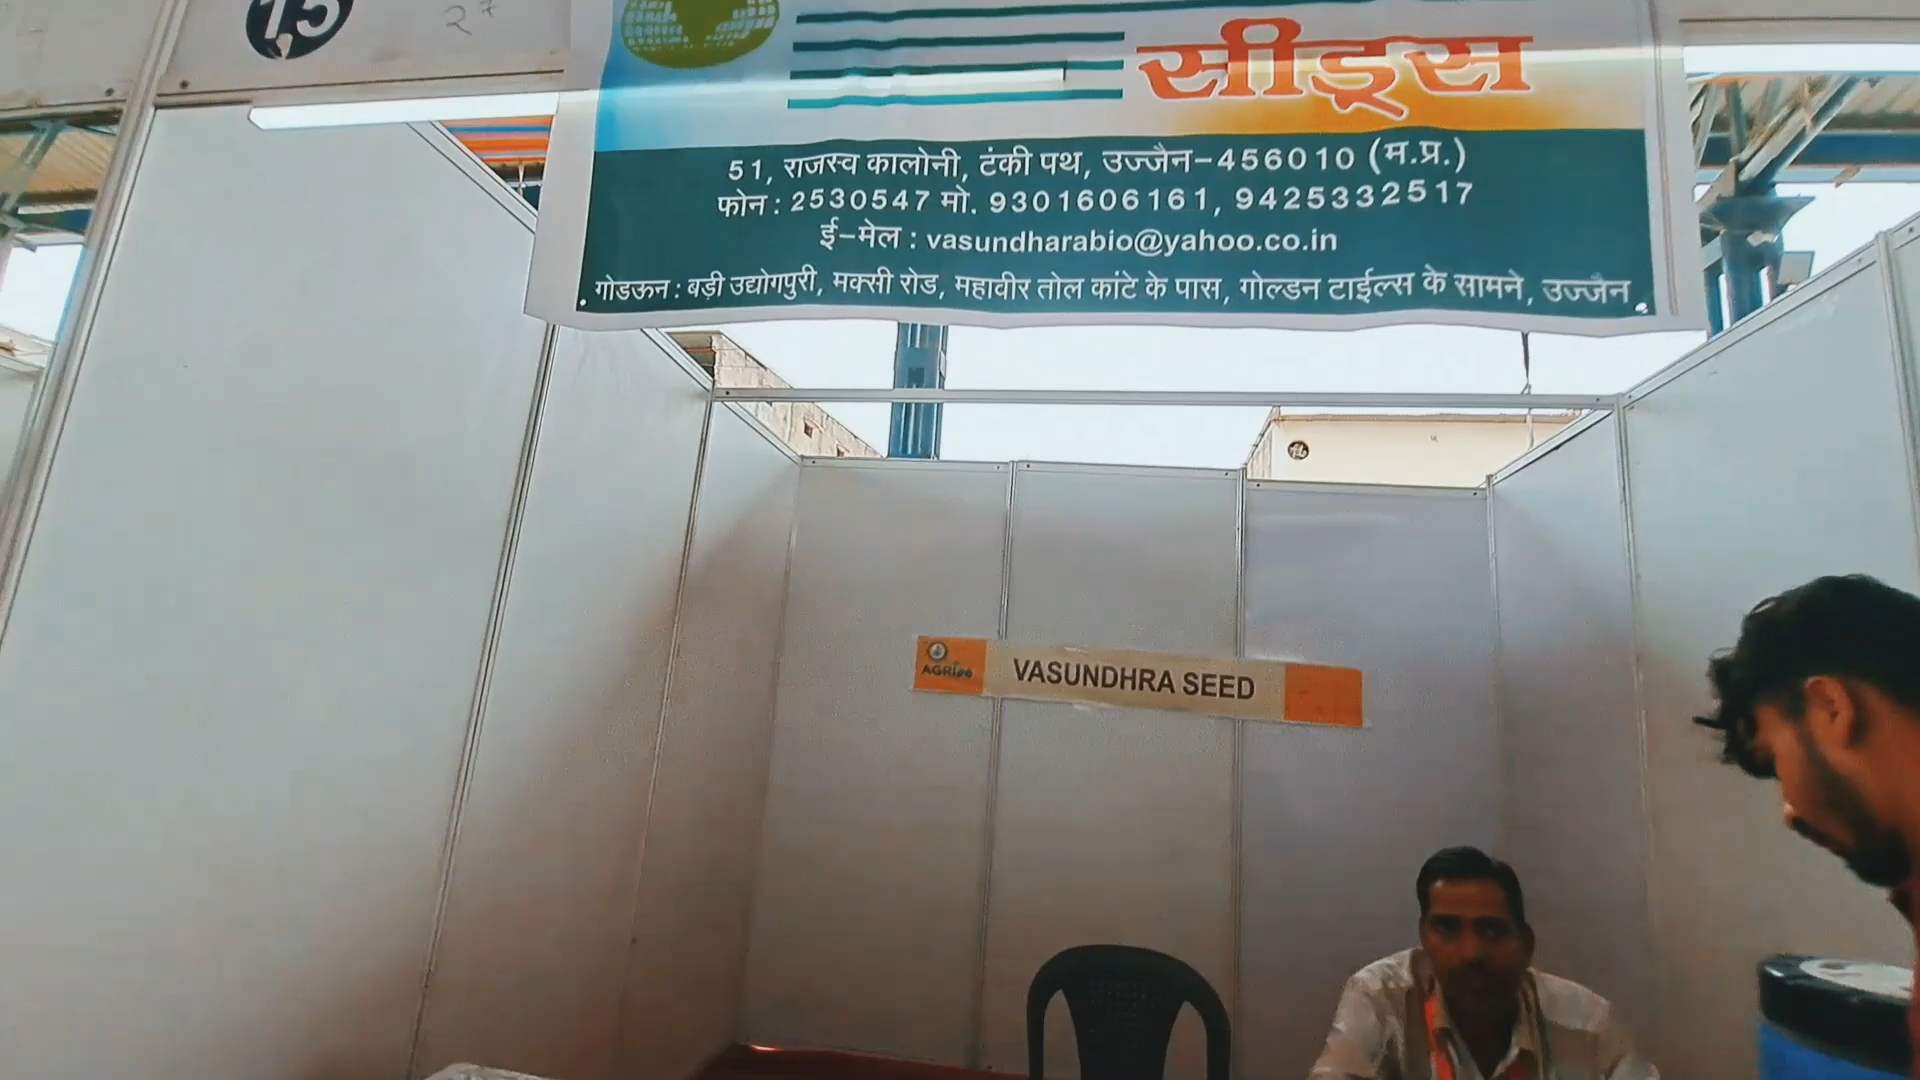 15
27
सीड्स
51, राजस्व कालोनी, टंकी पथ, उज्जैन-456010 (म.प्र.)
फोन : 2530547 मो. 9301606161, 9425332517
ई-मेल : vasundharabio@yahoo.co.in
गोडऊन : बड़ी उद्योगपुरी, मक्सी रोड, महावीर तोल कांटे के पास, गोल्डन टाईल्स के सामने, उज्जैन
VASUNDHRA SEED